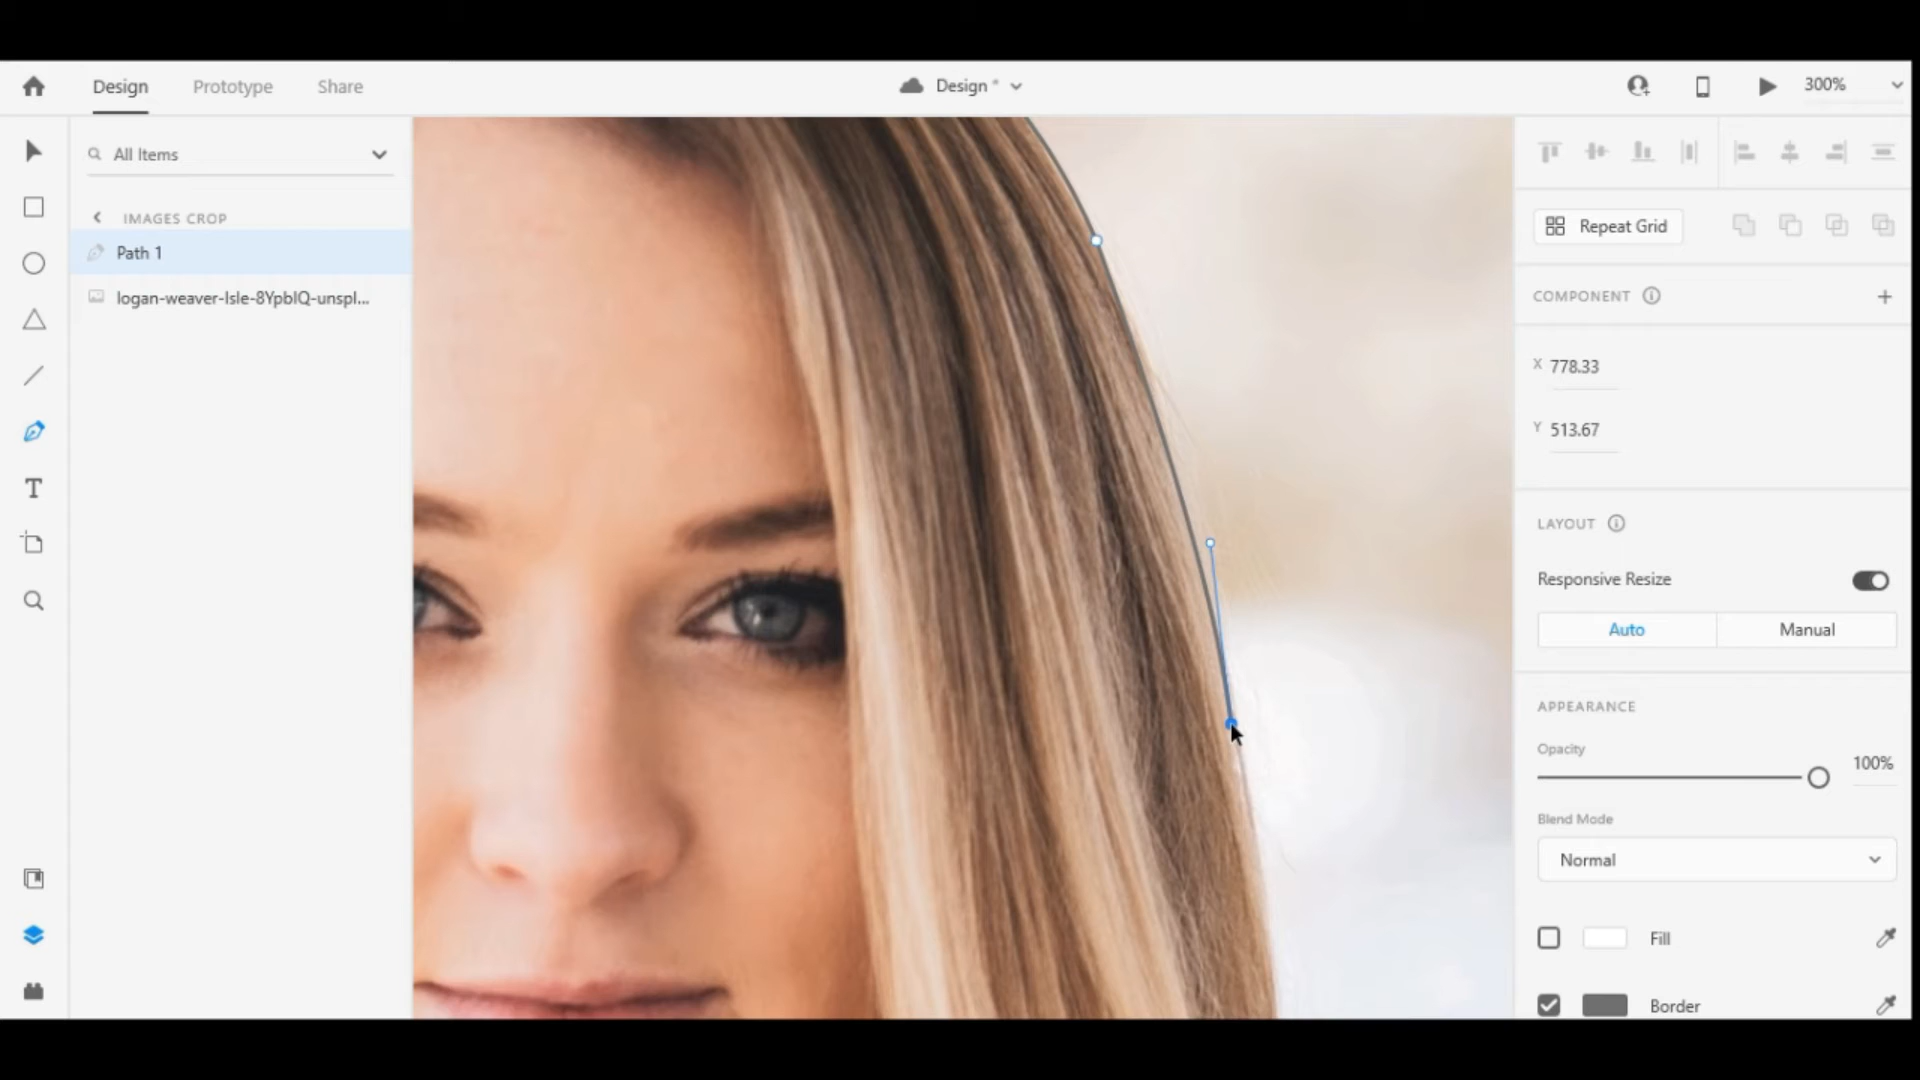 Design
Prototype
Share
Design *
300%
All Items
IMAGES CROP
Path 1
logan-weaver-Isle-8YpbIQ-unspl...
T
Repeat Grid
COMPONENT
X 778.33
Y 513.67
LAYOUT
Responsive Resize
Auto
Manual
APPEARANCE
Opacity
100%
Blend Mode
Normal
Fill
Border